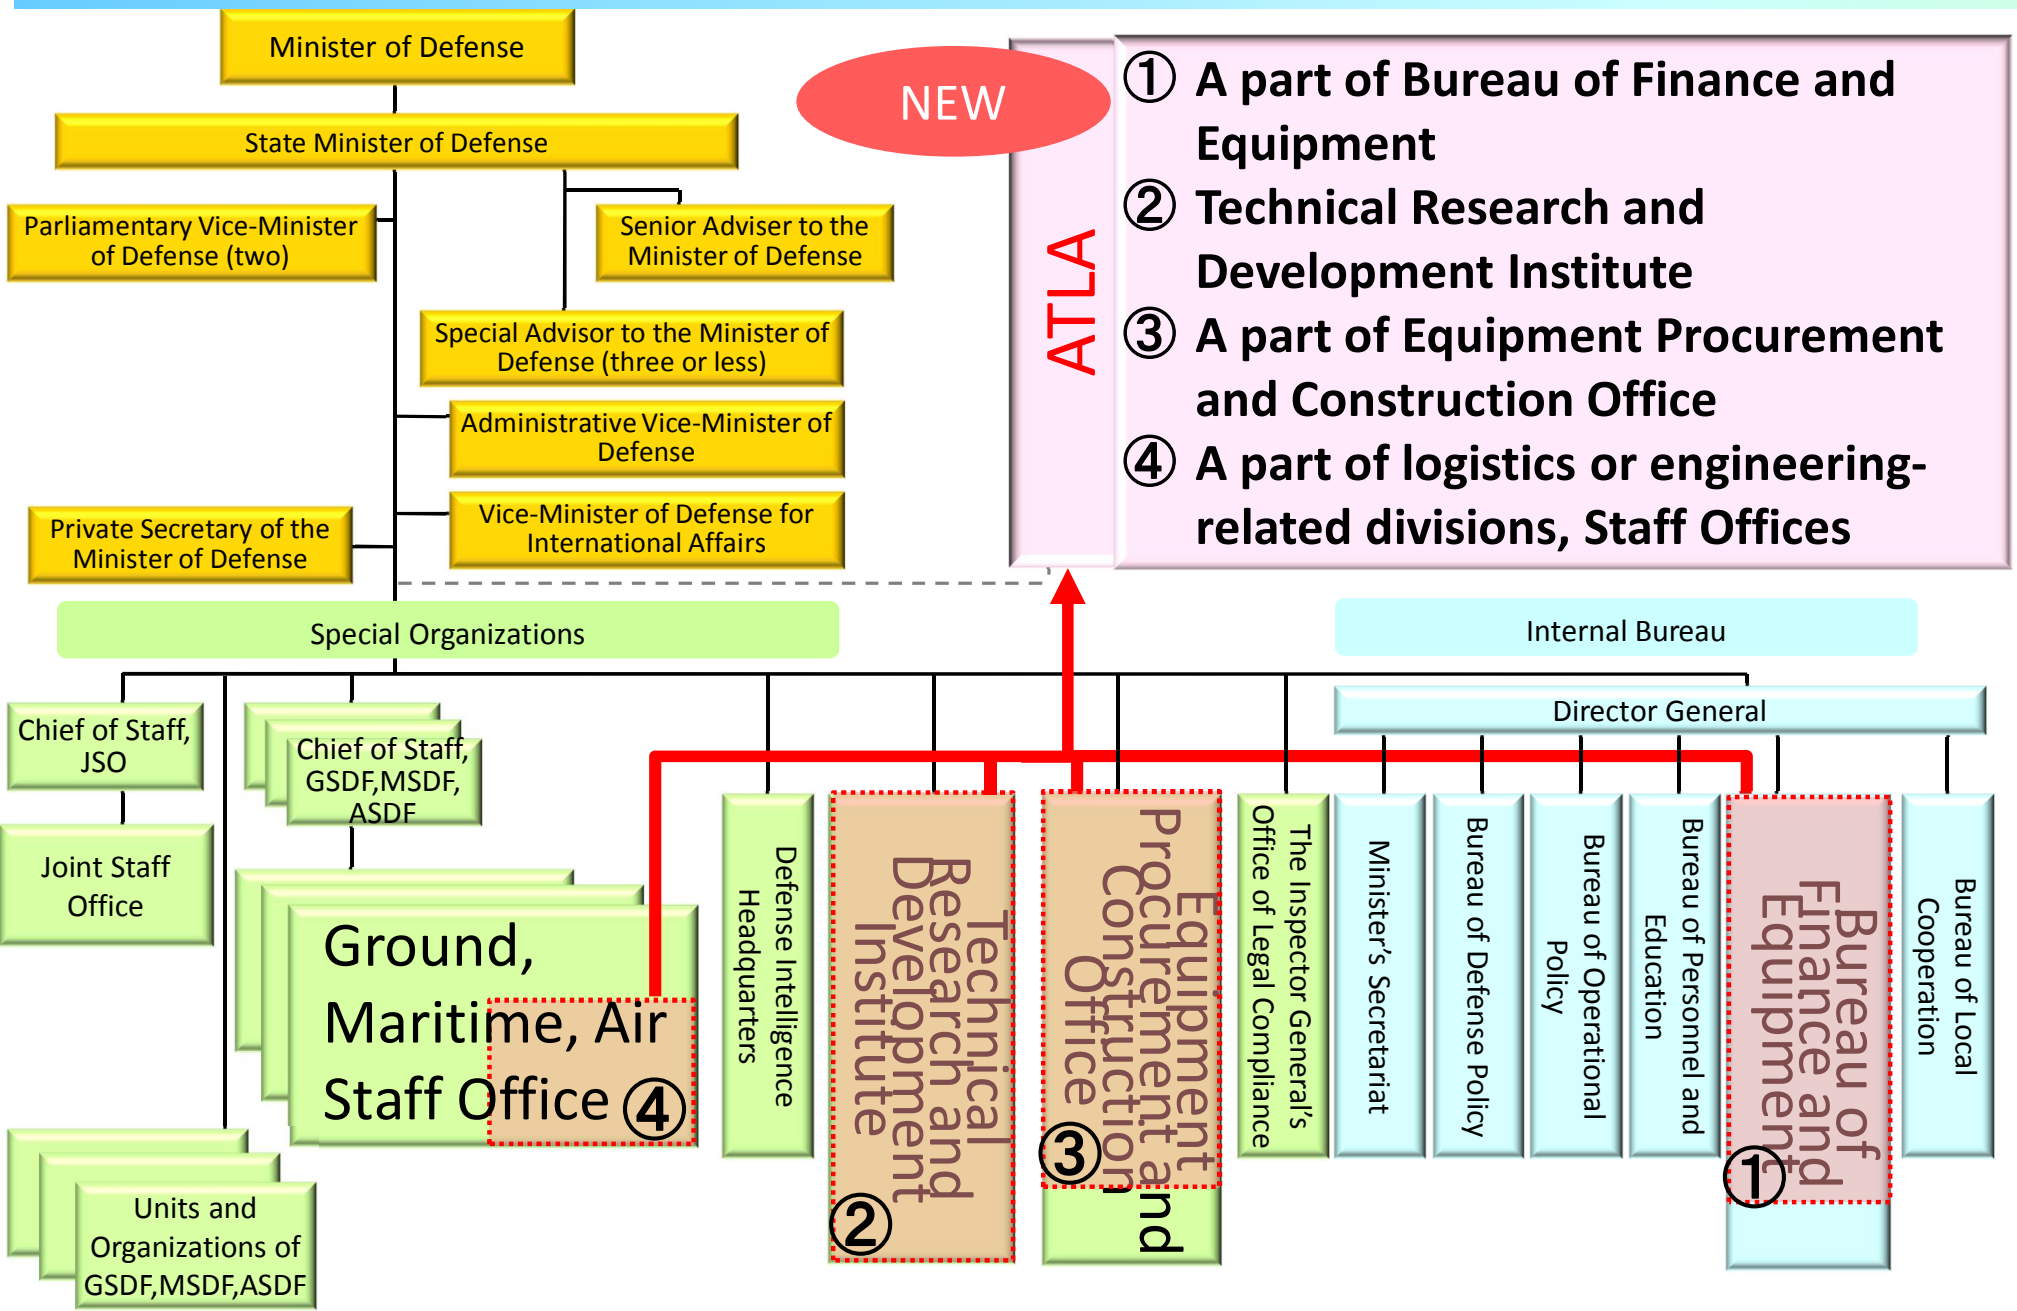 Minister of Defense
State Minister of Defense
Parliamentary Vice-Minister
of Defense (two)
Senior Adviser to the
Minister of Defense
Special Advisor to the Minister of
Defense (three or less)
Administrative Vice-Minister of
Defense
Vice-Minister of Defense for
International Affairs
Private Secretary of the
Minister of Defense
NEW
ATLA
① A part of Bureau of Finance and
Equipment
② Technical Research and
Development Institute
③ A part of Equipment Procurement
and Construction Office
④ A part of logistics or engineering-
related divisions, Staff Offices
Special Organizations
Internal Bureau
Director General
Chief of Staff,
JSO
Joint Staff
Office
Chief of Staff,
GSDF,MSDF,
ASDF
Ground,
Maritime, Air
Staff Office
④
Units and
Organizations of
GSDF,MSDF,ASDF
Defense Intelligence
Headquarters
Technical
Research and
Development
Institute
②
Equipment
Procurement and
Construction
Office
③
The Inspector General's
Office of Legal Compliance
Minister's Secretariat
Bureau of Defense Policy
Bureau of Operational
Policy
Bureau of Personnel and
Education
Bureau of
Finance and
Equipment
①
Bureau of Local
Cooperation